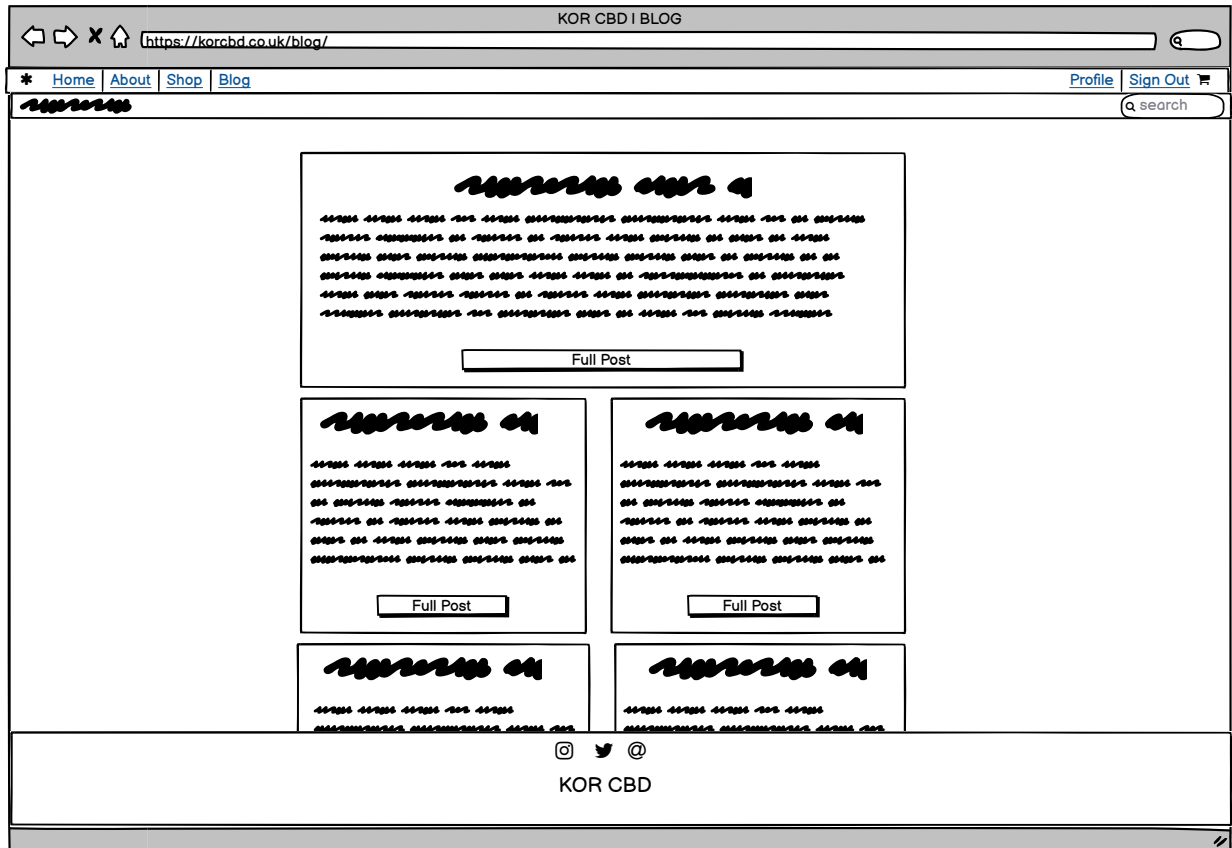 KOR CBD | BLOG
https://korcbd.co.uk/blog/
Home About Shop Blog Profile Sign Out
search
Full Post
Full Post Full Post
@
KOR CBD